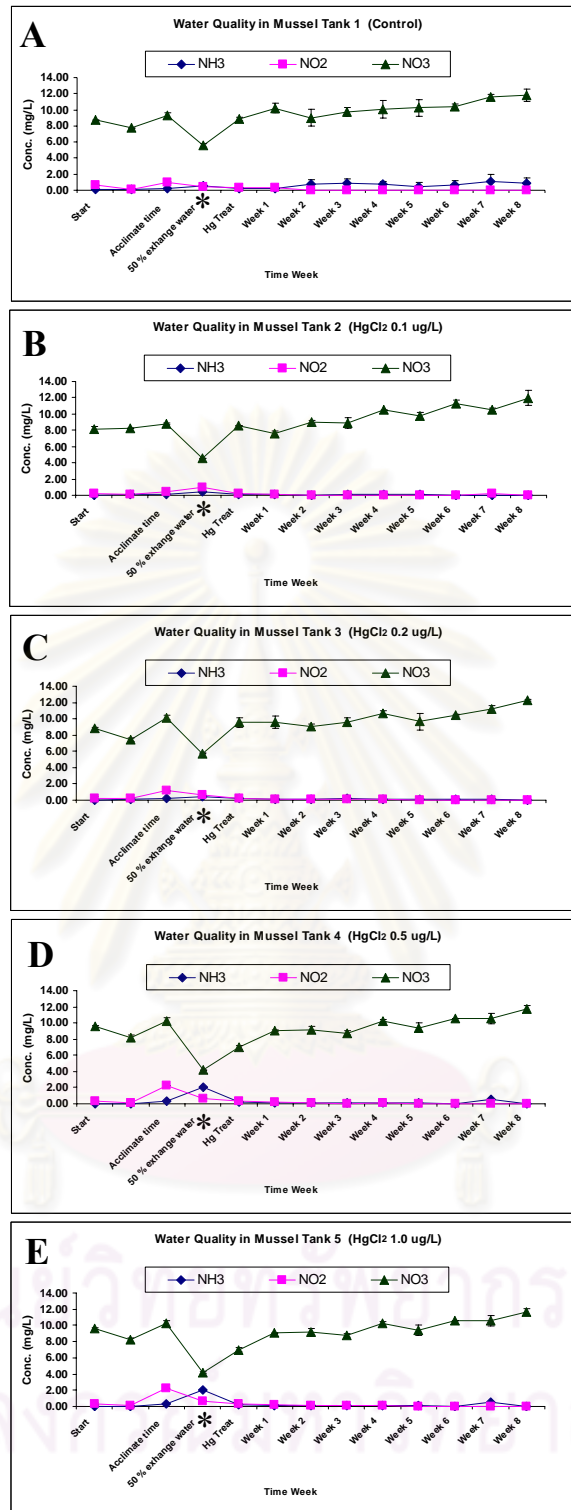 A
Water Quality in Mussel Tank 1 (Control)
NH3 NO2 NO3
Conc. (mg/L)
14.00
12.00
10.00
8.00
6.00
4.00
2.00
0.00
Start
Acclimate time
50 % exhange water
*
Hg Treat
Week 1
Week 2
Week 3
Week 4
Week 5
Week 6
Week 7
Week 8
Time Week
B
Water Quality in Mussel Tank 2 (HgCl2 0.1 ug/L)
NH3 NO2 NO3
Conc. (mg/L)
14.00
12.00
10.00
8.00
6.00
4.00
2.00
0.00
Start
Acclimate time
50 % exhange water
*
Hg Treat
Week 1
Week 2
Week 3
Week 4
Week 5
Week 6
Week 7
Week 8
Time Week
C
Water Quality in Mussel Tank 3 (HgCl2 0.2 ug/L)
NH3 NO2 NO3
Conc. (mg/L)
14.00
12.00
10.00
8.00
6.00
4.00
2.00
0.00
Start
Acclimate time
50 % exhange water
*
Hg Treat
Week 1
Week 2
Week 3
Week 4
Week 5
Week 6
Week 7
Week 8
Time Week
D
Water Quality in Mussel Tank 4 (HgCl2 0.5 ug/L)
NH3 NO2 NO3
Conc. (mg/L)
14.00
12.00
10.00
8.00
6.00
4.00
2.00
0.00
Start
Acclimate time
50 % exhange water
*
Hg Treat
Week 1
Week 2
Week 3
Week 4
Week 5
Week 6
Week 7
Week 8
Time Week
E
Water Quality in Mussel Tank 5 (HgCl2 1.0 ug/L)
NH3 NO2 NO3
Conc. (mg/L)
14.00
12.00
10.00
8.00
6.00
4.00
2.00
0.00
Start
Acclimate time
50 % exhange water
*
Hg Treat
Week 1
Week 2
Week 3
Week 4
Week 5
Week 6
Week 7
Week 8
Time Week